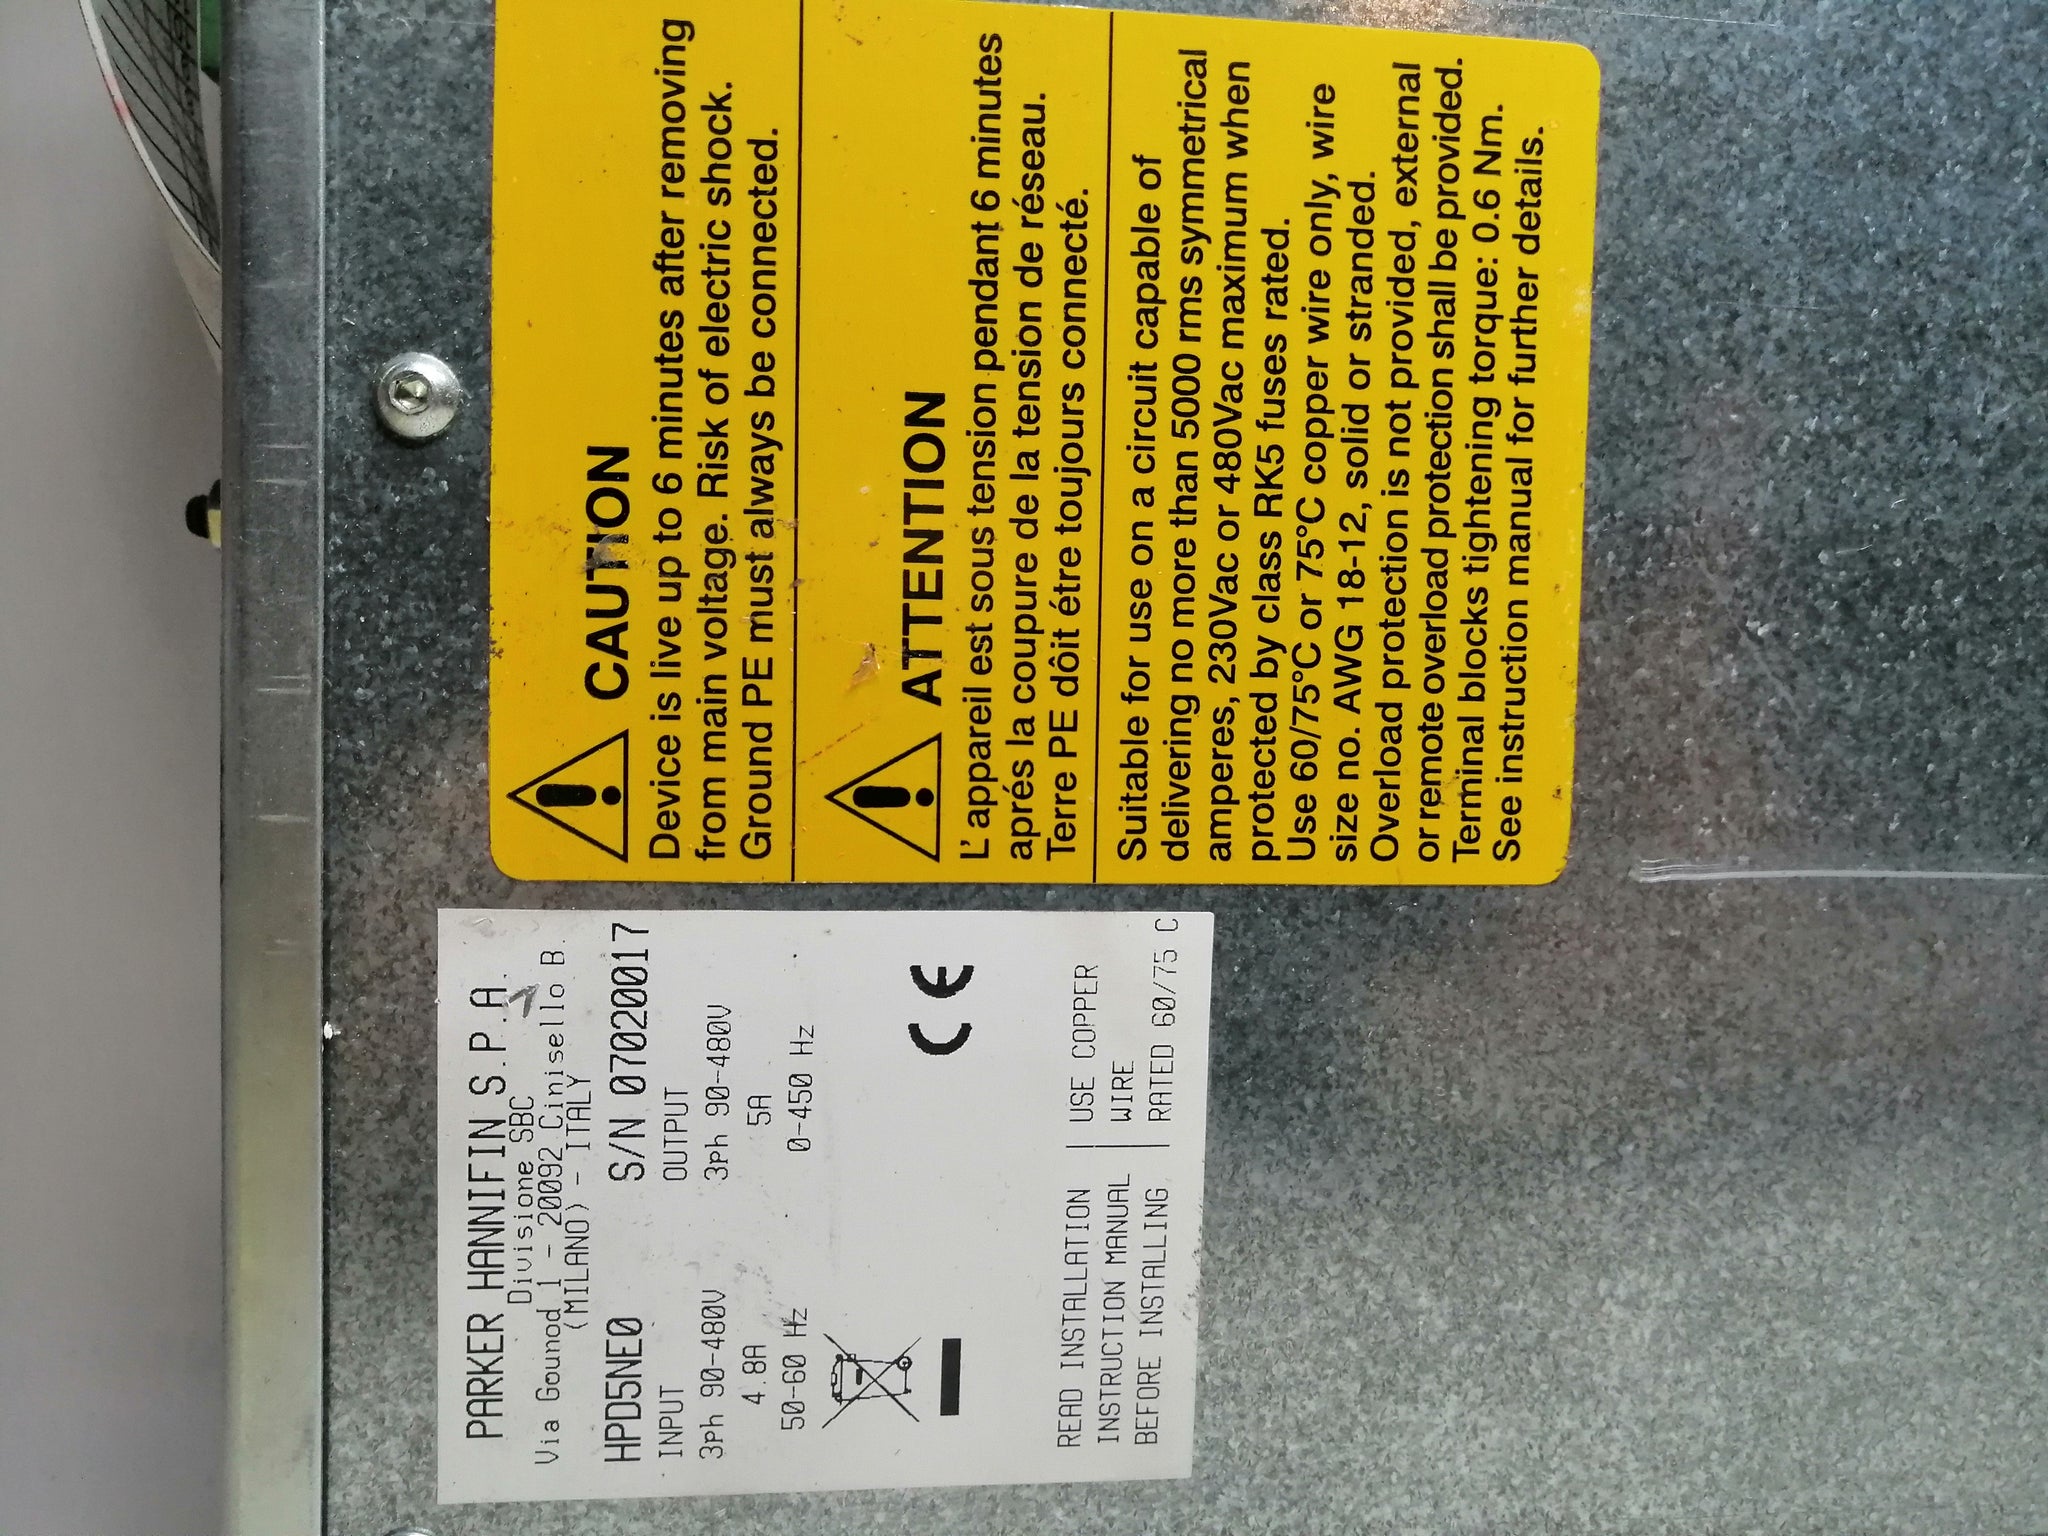 PARKER HANNIFIN S.P.A.
Divisione SBC
Via Gounod 1 - 20092 Cinisello B.
(MILANO) - ITALY
HPD5NE0 S/N 070200017
INPUT OUTPUT
3ph 90-480V 3ph 90-480V
4.8A 5A
50-60 Hz 0-450 Hz
CE
READ INSTALLATION | USE COPPER
INSTRUCTION MANUAL | WIRE
BEFORE INSTALLING | RATED 60/75 C
CAUTION
Device is live up to 6 minutes after removing
from main voltage. Risk of electric shock.
Ground PE must always be connected.
ATTENTION
L' appareil est sous tension pendant 6 minutes
aprés la coupure de la tension de réseau.
Terre PE dôit étre toujours connecté.
Suitable for use on a circuit capable of
delivering no more than 5000 rms symmetrical
amperes, 230Vac or 480Vac maximum when
protected by class RK5 fuses rated.
Use 60/75°C or 75°C copper wire only, wire
size no. AWG 18-12, solid or stranded.
Overload protection is not provided, external
or remote overload protection shall be provided.
Terminal blocks tightening torque: 0.6 Nm.
See instruction manual for further details.